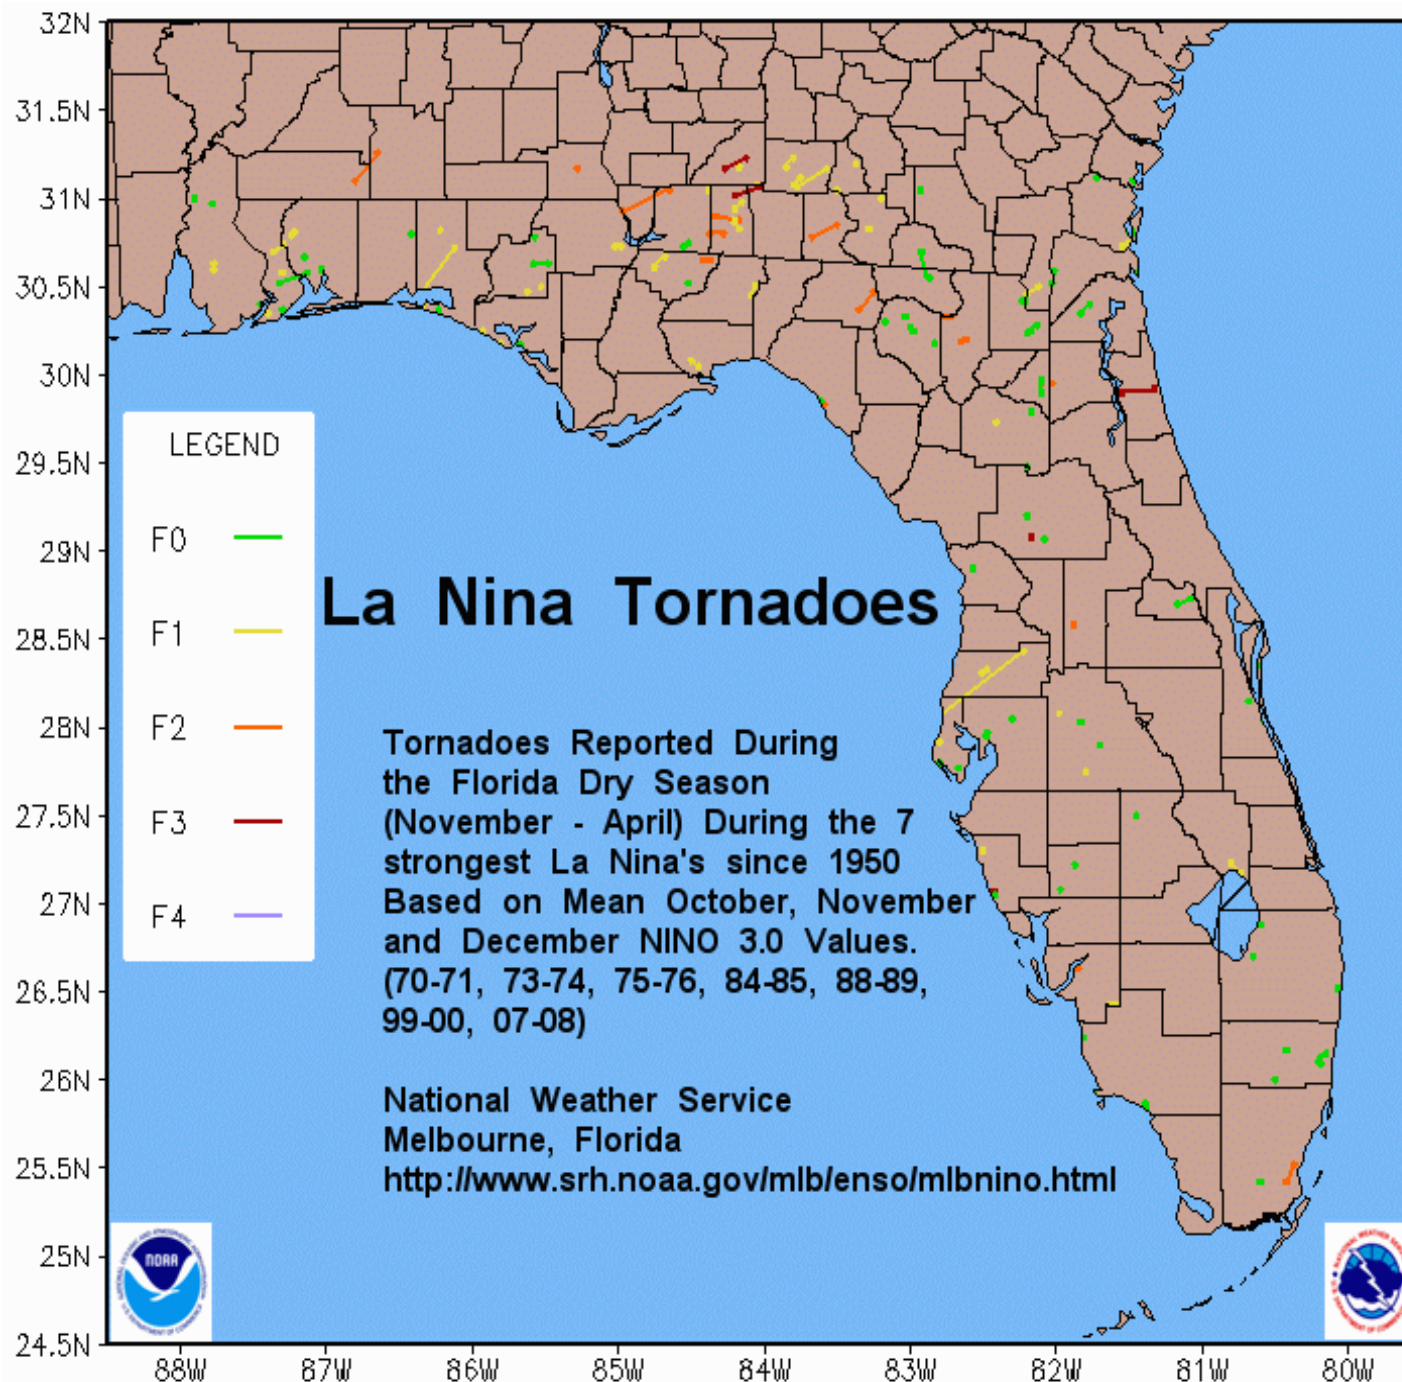 32N
31.5N
31N
30.5N
30N
29.5N
29N
28.5N
28N
27.5N
27N
26.5N
26N
25.5N
25N
24.5N
LEGEND
F0
F1
F2
F3
F4
La Nina Tornadoes
Tornadoes Reported During
the Florida Dry Season
(November - April) During the 7
strongest La Nina's since 1950
Based on Mean October, November
and December NINO 3.0 Values.
(70-71, 73-74, 75-76, 84-85, 88-89,
99-00, 07-08)
National Weather Service
Melbourne, Florida
http://www.srh.noaa.gov/mlb/enso/mlbnino.html
NOAA
88W 87W 86W 85W 84W 83W 82W 81W 80W